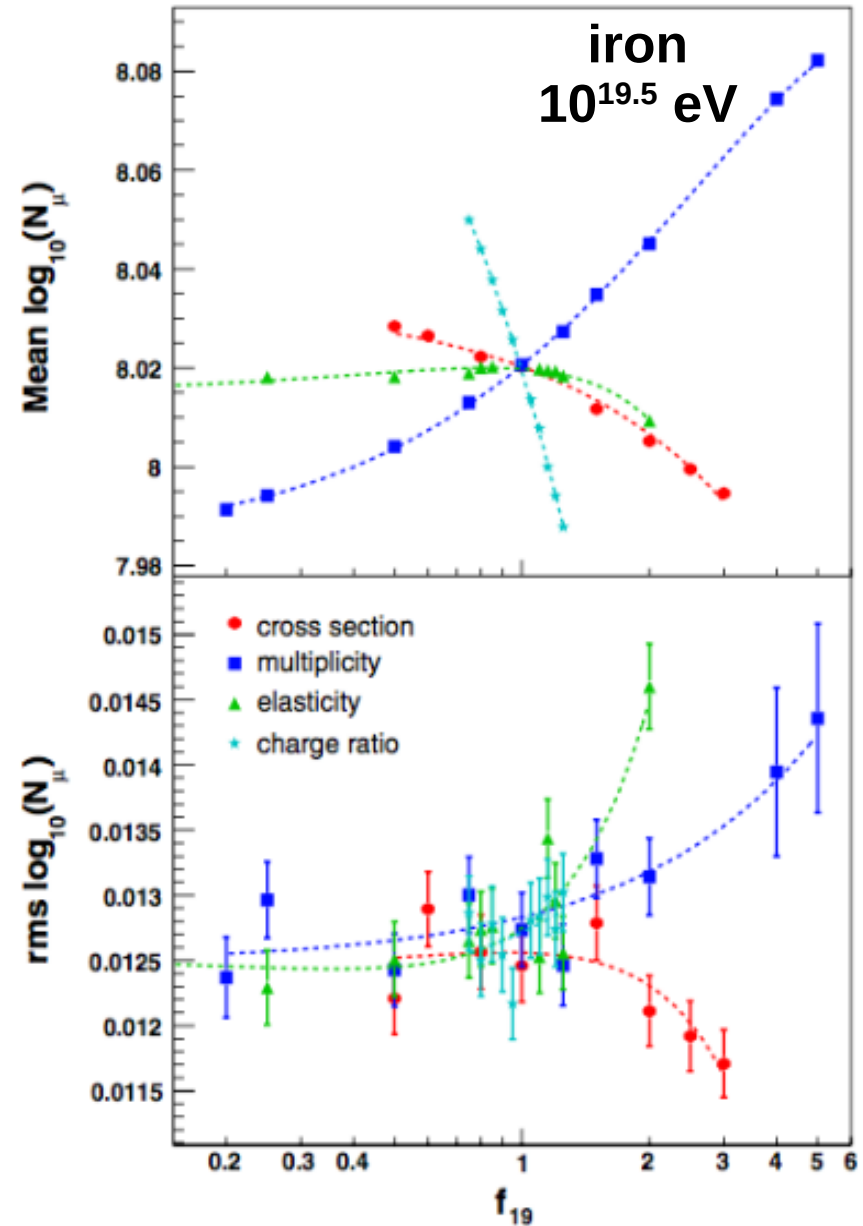 iron
10^19.5 eV
8.08
8.06
8.04
8.02
8
7.98
Mean log10(Nμ)
cross section
multiplicity
elasticity
charge ratio
0.015
0.0145
0.014
0.0135
0.013
0.0125
0.012
0.0115
rms log10(Nμ)
0.2 0.3 0.4 1 2 3 4 5 6
f19